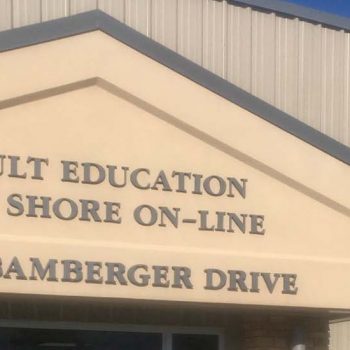 ULT EDUCATION
SHORE ON-LINE
BAMBERGER DRIVE